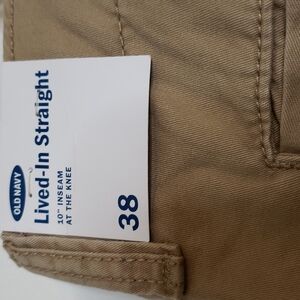 OLD NAVY
Lived-In Straight
10" INSEAM
AT THE KNEE
38